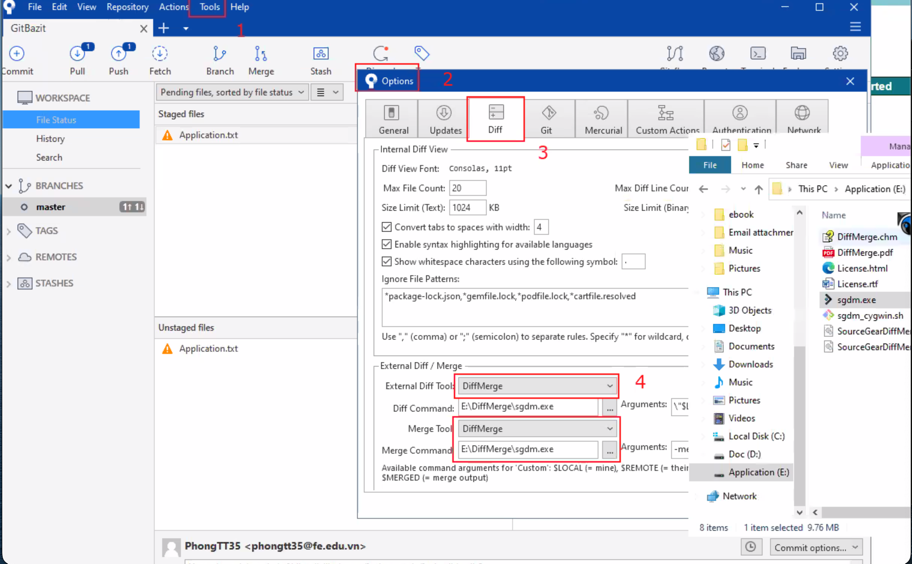 File Edit View Repository Actions Tools Help
1
GitBazit
Commit
Pull 1
Push 1
Fetch
Branch
Merge
Stash
WORKSPACE
File Status
History
Search
BRANCHES
master 1↑ 1↓
TAGS
REMOTES
STASHES
Pending files, sorted by file status
Staged files
Application.txt
Unstaged files
Application.txt
PhongTT35 <phongtt35@fe.edu.vn>
Commit options...
Options
2
General
Updates
Diff
Git
Mercurial
Custom Actions
Authentication
Network
3
Internal Diff View
Diff View Font: Consolas, 11pt
Max File Count: 20
Max Diff Line Coun
Size Limit (Text): 1024 KB
Size Limit (Binar
Convert tabs to spaces with width: 4
Enable syntax highlighting for available languages
Show whitespace characters using the following symbol: .
Ignore File Patterns:
*package-lock.json,*gemfile.lock,*podfile.lock,*cartfile.resolved
Use "," (comma) or ";" (semicolon) to separate rules. Specify "*" for wildcard,
External Diff / Merge
External Diff Tool: DiffMerge
4
Diff Command: E:\DiffMerge\sgdm.exe ... Arguments: \"$L
Merge Tool DiffMerge
Merge Command E:\DiffMerge\sgdm.exe ... Arguments: -me
Available command arguments for `Custom`: $LOCAL (= mine), $REMOTE (= their
$MERGED (= merge output)
rted
Mana
File Home Share View Application
This PC > Application (E:)
ebook
Email attachmen
Music
Pictures
This PC
3D Objects
Desktop
Documents
Downloads
Music
Pictures
Videos
Local Disk (C:)
Doc (D:)
Application (E:)
Network
Name
DiffMerge.chm
DiffMerge.pdf
License.html
License.rtf
sgdm.exe
sgdm_cygwin.sh
SourceGearDiffMer
SourceGearDiffMer
8 items 1 item selected 9.76 MB